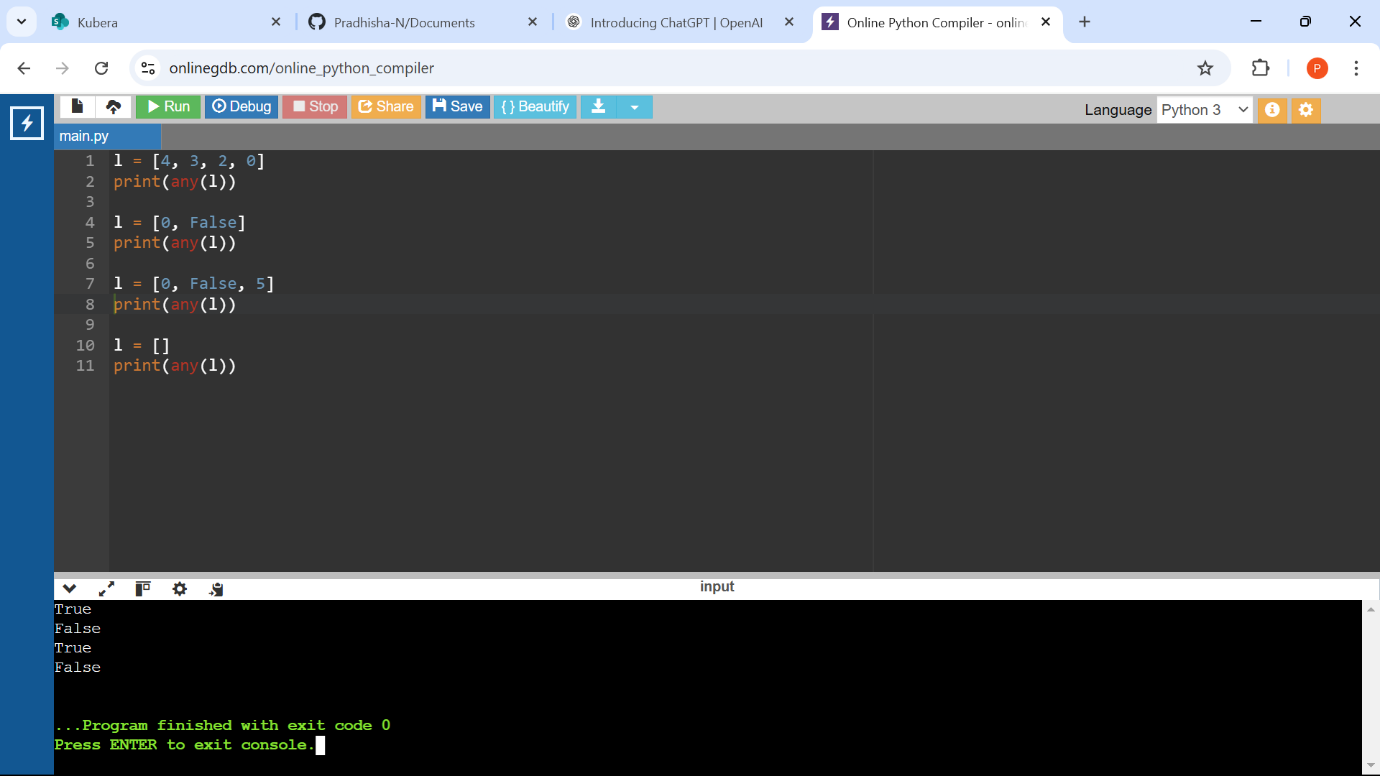 Kubera
Pradhisha-N/Documents
Introducing ChatGPT | OpenAI
Online Python Compiler - onlin
onlinegdb.com/online_python_compiler
P
Run
Debug
Stop
Share
Save
{ } Beautify
Language
Python 3
main.py
1 l = [4, 3, 2, 0]
2 print(any(l))
3
4 l = [0, False]
5 print(any(l))
6
7 l = [0, False, 5]
8 print(any(l))
9
10 l = []
11 print(any(l))
input
True
False
True
False
...Program finished with exit code 0
Press ENTER to exit console.